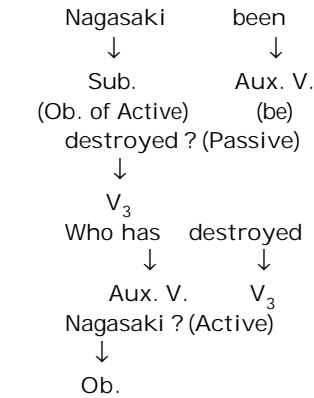 Nagasaki been
↓ ↓
Sub. Aux. V.
(Ob. of Active) (be)
destroyed ? (Passive)
↓
V₃
Who has destroyed
↓ ↓
Aux. V. V₃
Nagasaki ? (Active)
↓
Ob.